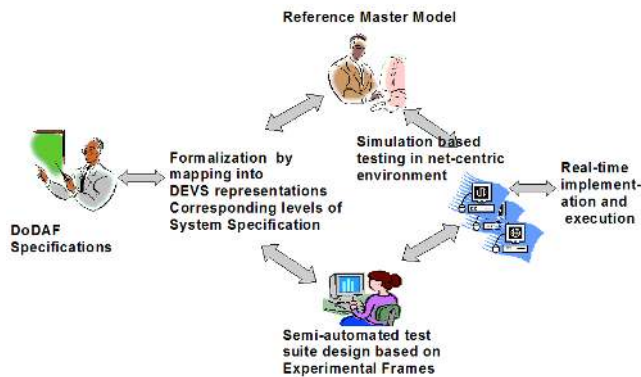 Reference Master Model
Formalization by
mapping into
DEVS representations
Corresponding levels of
System Specification
Simulation based
testing in net-centric
environment
Real-time
implement-
ation and
execution
DoDAF
Specifications
Semi-automated test
suite design based on
Experimental Frames